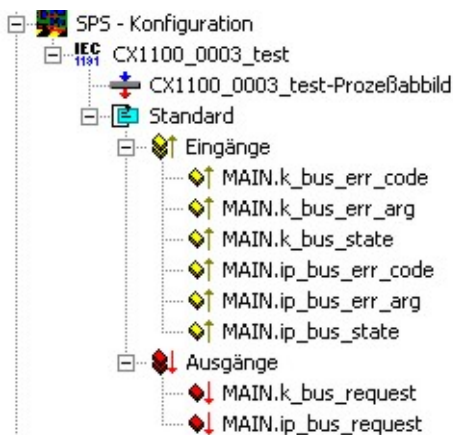 SPS - Konfiguration
IEC 1131 CX1100_0003_test
CX1100_0003_test-Prozeßabbild
Standard
Eingänge
MAIN.k_bus_err_code
MAIN.k_bus_err_arg
MAIN.k_bus_state
MAIN.ip_bus_err_code
MAIN.ip_bus_err_arg
MAIN.ip_bus_state
Ausgänge
MAIN.k_bus_request
MAIN.ip_bus_request